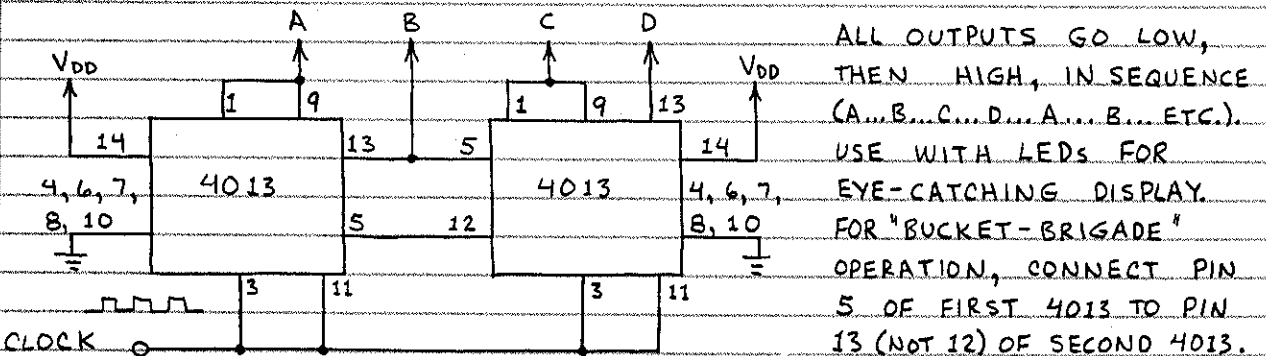 A B C D
VDD VDD
1 9 1 9 13
14 13 5 14
4013 4013
4, 6, 7, 4, 6, 7,
8, 10 5 12 8, 10
3 11 3 11
CLOCK
ALL OUTPUTS GO LOW,
THEN HIGH, IN SEQUENCE
(A...B...C...D...A...B...ETC.).
USE WITH LEDs FOR
EYE-CATCHING DISPLAY.
FOR "BUCKET-BRIGADE"
OPERATION, CONNECT PIN
5 OF FIRST 4013 TO PIN
13 (NOT 12) OF SECOND 4013.